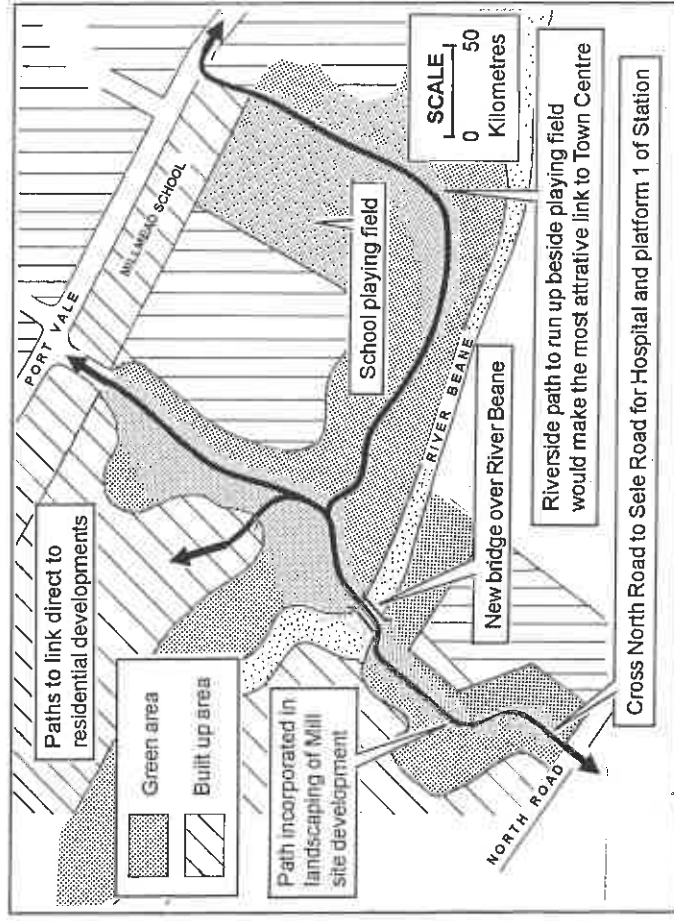 PORT VALE
MILLMEAD SCHOOL
Paths to link direct to
residential developments
Green area
Built up area
School playing field
SCALE
0 50
Kilometres
RIVER BEANE
Path incorporated in
landscaping of Mill
site development
New bridge over River Beane
Riverside path to run up beside playing field
would make the most attrative link to Town Centre
NORTH ROAD
Cross North Road to Sele Road for Hospital and platform 1 of Station